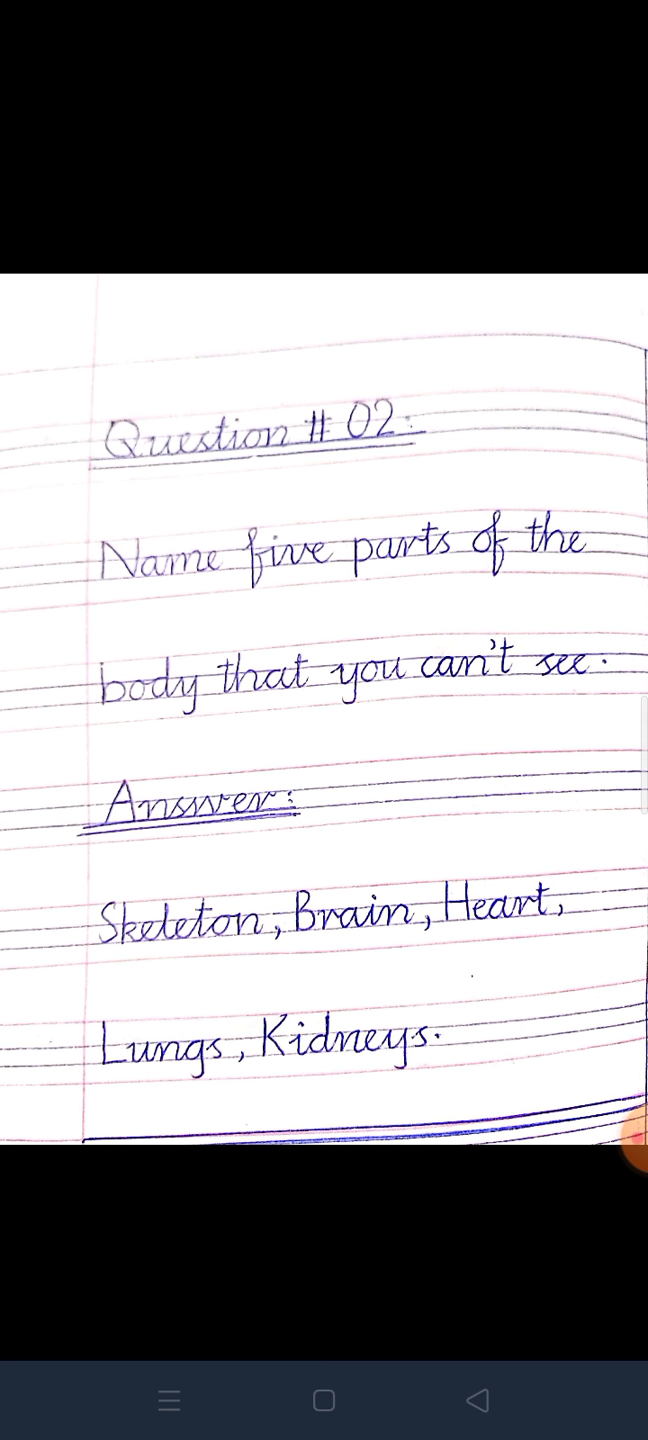 Question # 02:
Name five parts of the
body that you can't see.
Answer:
Skeleton, Brain, Heart,
Lungs, Kidneys.